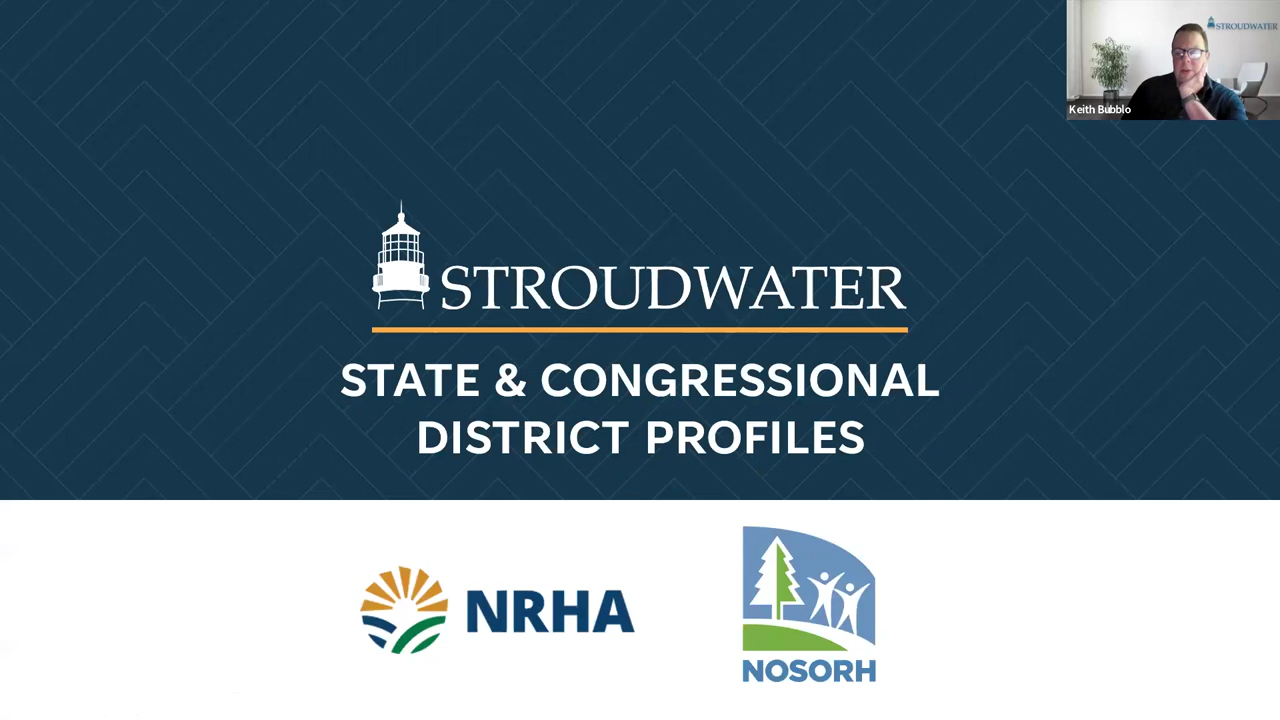 STROUDWATER
Keith Bubblo
STROUDWATER
STATE & CONGRESSIONAL
DISTRICT PROFILES
NRHA
NOSORH